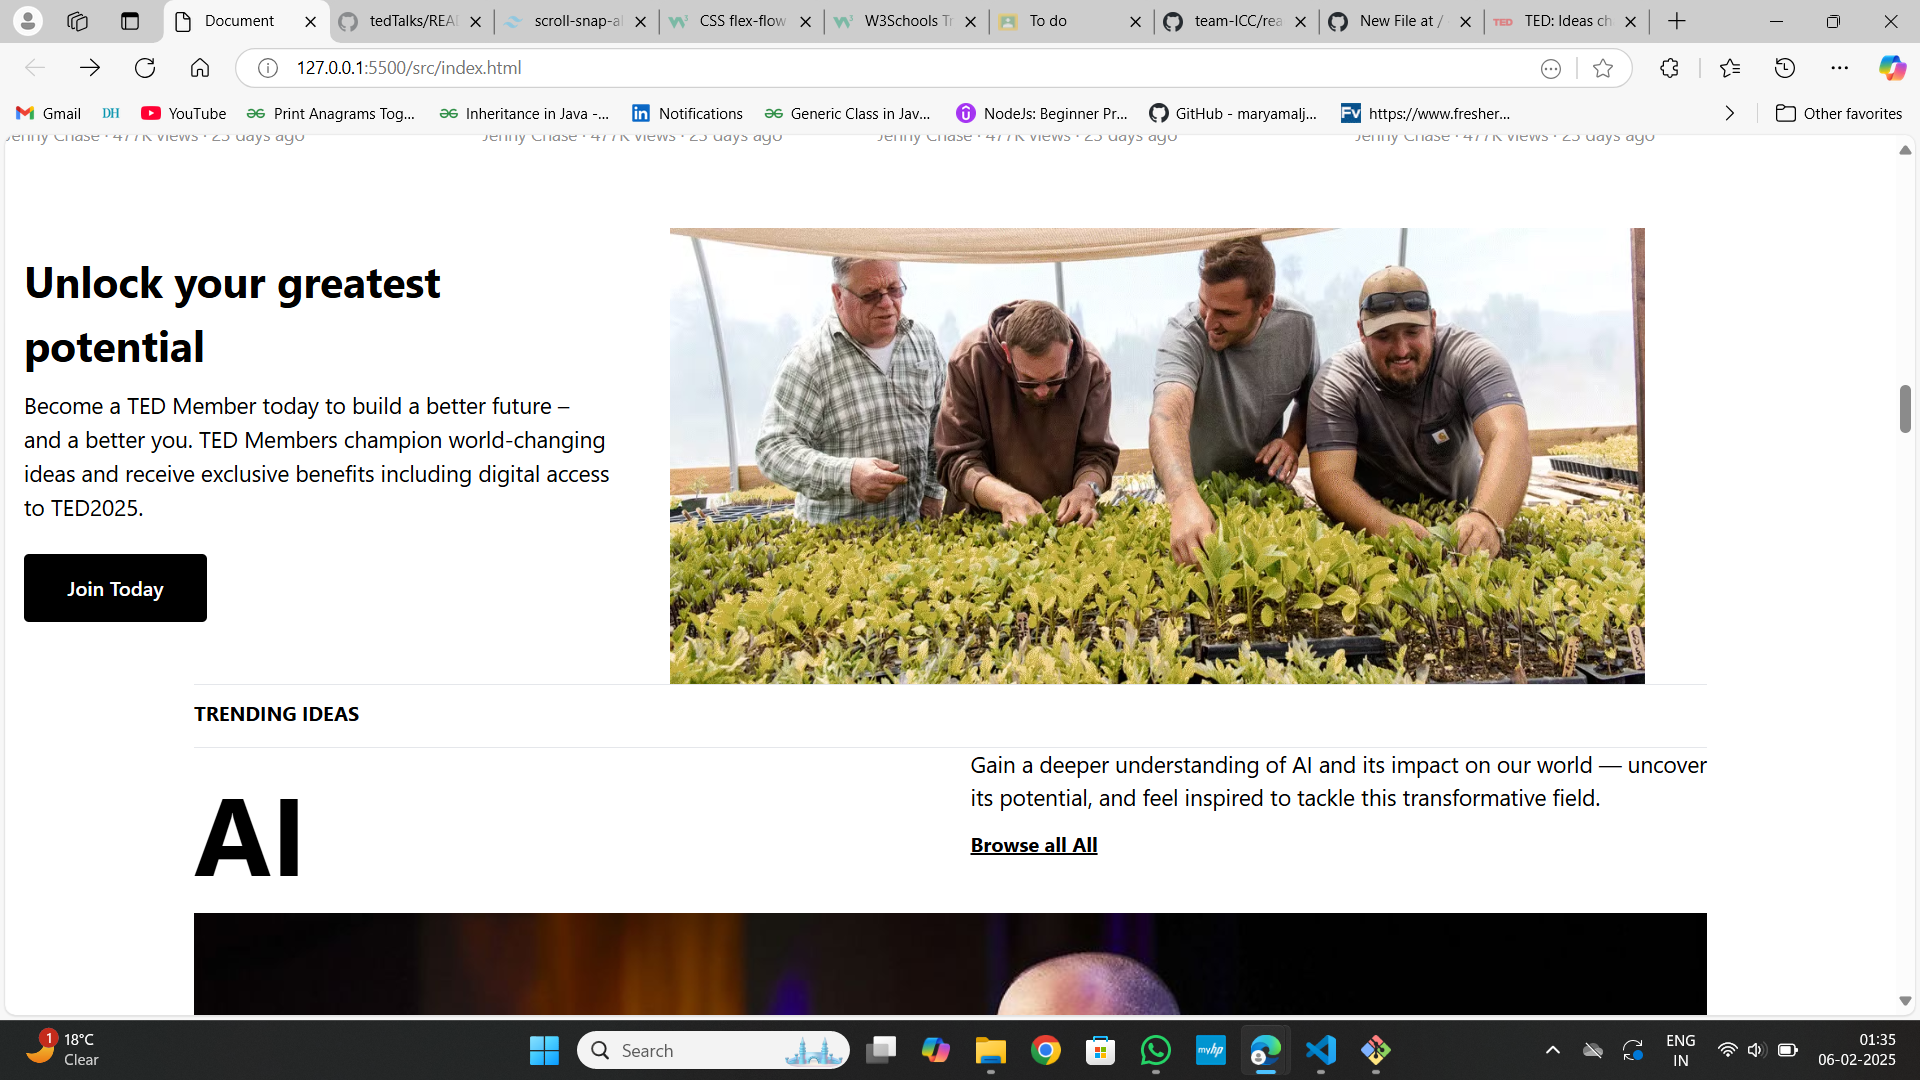 Document
tedTalks/REA
scroll-snap-al
CSS flex-flow
W3Schools Tr
To do
team-ICC/rea
New File at /
TED
TED: Ideas ch
127.0.0.1:5500/src/index.html
Gmail
DH
YouTube
Print Anagrams Tog...
Inheritance in Java -...
Notifications
Generic Class in Jav...
NodeJs: Beginner Pr...
GitHub - maryamalj...
Fv
https://www.fresher...
Other favorites
Jenny Chase · 477K views · 23 days ago
Jenny Chase · 477K views · 23 days ago
Jenny Chase · 477K views · 23 days ago
Jenny Chase · 477K views · 23 days ago
Unlock your greatest
potential
Become a TED Member today to build a better future –
and a better you. TED Members champion world-changing
ideas and receive exclusive benefits including digital access
to TED2025.
Join Today
TRENDING IDEAS
AI
Gain a deeper understanding of AI and its impact on our world — uncover
its potential, and feel inspired to tackle this transformative field.
Browse all All
1
18°C
Clear
Search
myhp
ENG
IN
01:35
06-02-2025